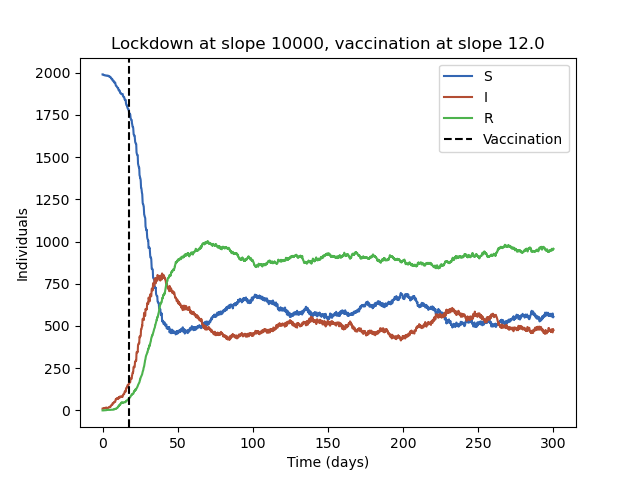 Lockdown at slope 10000, vaccination at slope 12.0
S
I
R
Vaccination
Individuals
2000
1750
1500
1250
1000
750
500
250
0
0 50 100 150 200 250 300
Time (days)